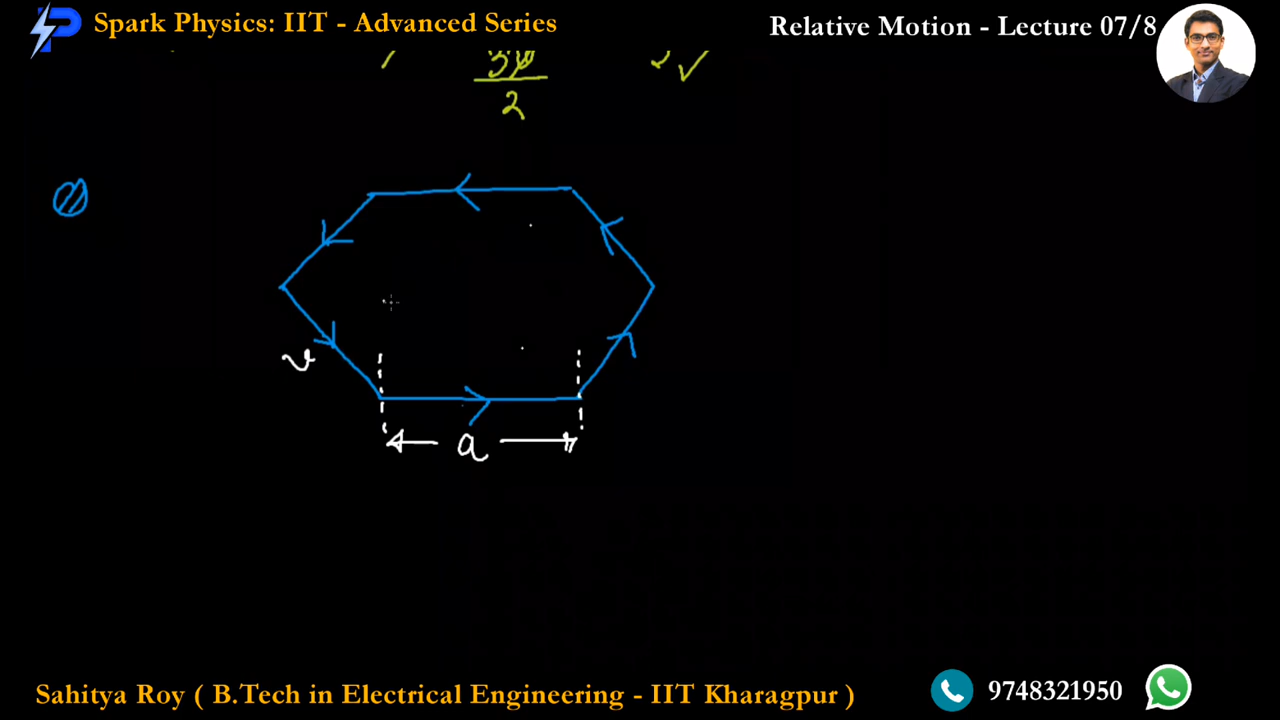 Spark Physics: IIT - Advanced Series
Relative Motion - Lecture 07/8
2
v
a
Sahitya Roy ( B.Tech in Electrical Engineering - IIT Kharagpur )
9748321950